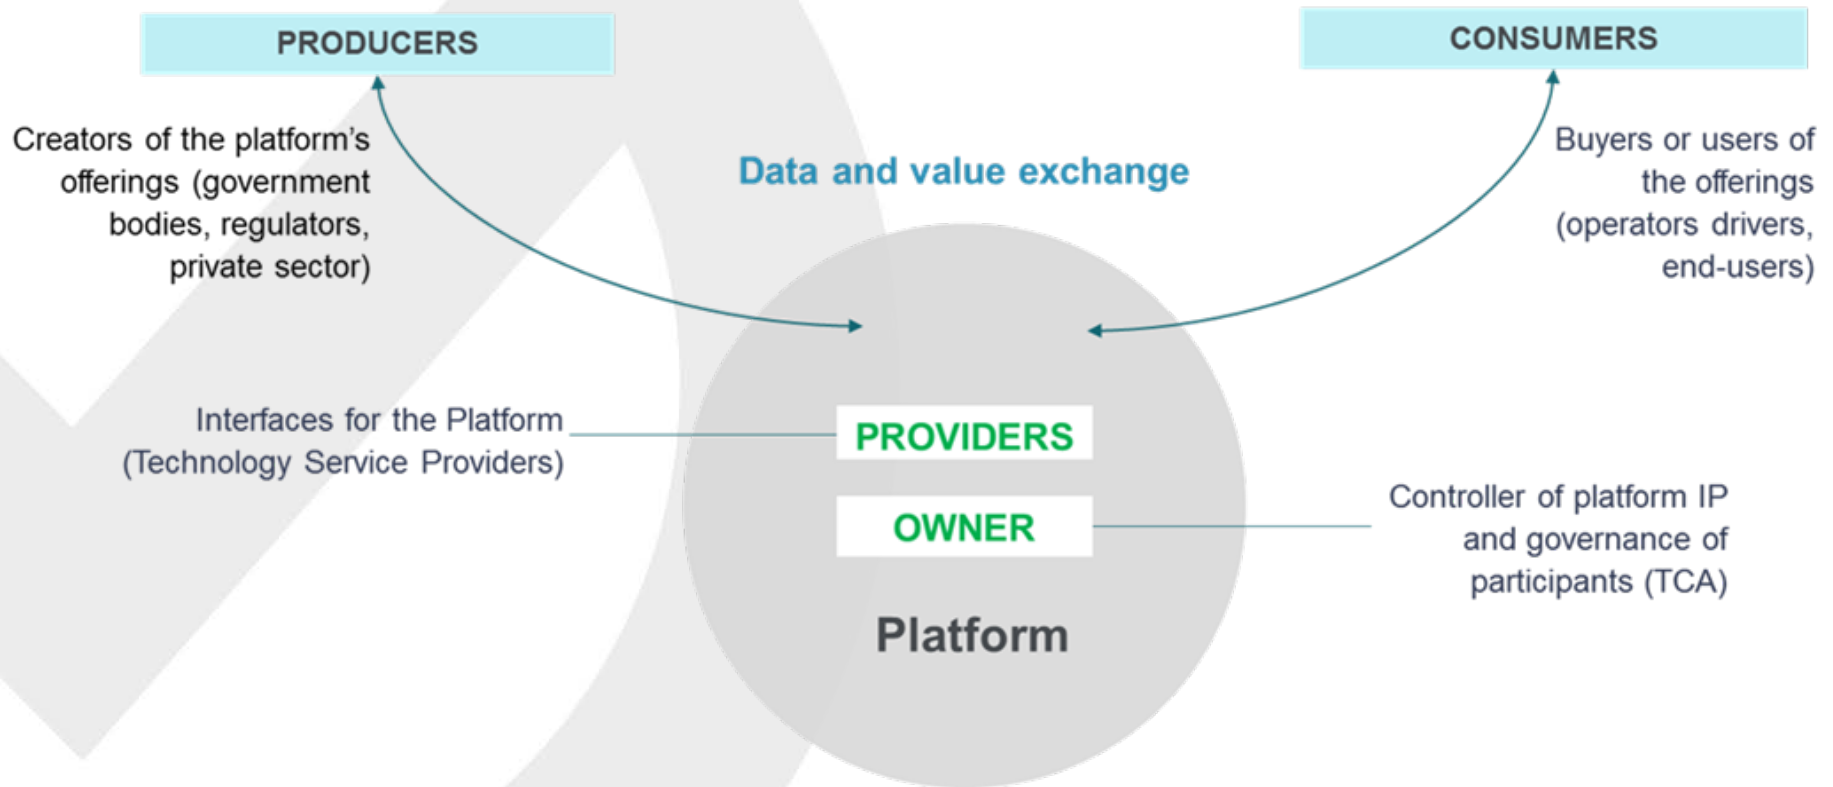 PRODUCERS
CONSUMERS
Creators of the platform's
offerings (government
bodies, regulators,
private sector)
Data and value exchange
Buyers or users of
the offerings
(operators drivers,
end-users)
Interfaces for the Platform
(Technology Service Providers)
PROVIDERS
OWNER
Controller of platform IP
and governance of
participants (TCA)
Platform